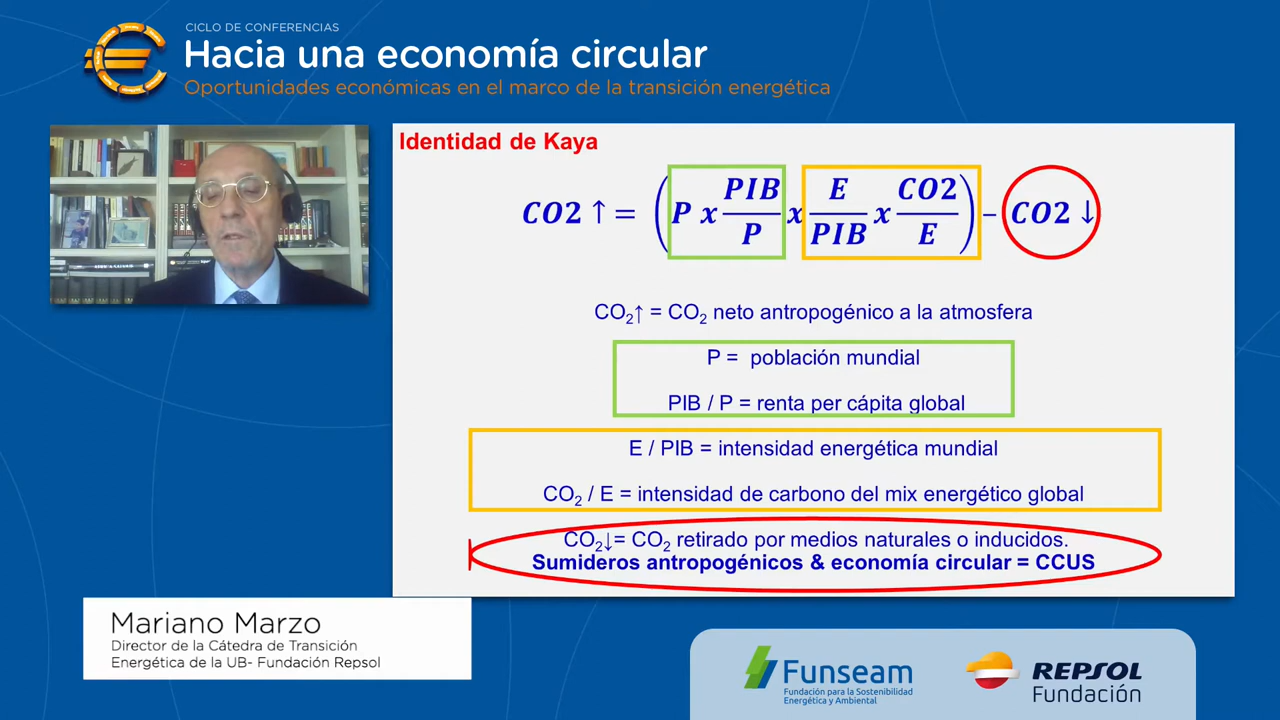 CICLO DE CONFERENCIAS
Hacia una economía circular
Oportunidades económicas en el marco de la transición energética
Identidad de Kaya
CO2 ↑ = (P x PIB/P x E/PIB x CO2/E) – CO2 ↓
CO₂↑ = CO₂ neto antropogénico a la atmosfera
P = población mundial
PIB / P = renta per cápita global
E / PIB = intensidad energética mundial
CO₂ / E = intensidad de carbono del mix energético global
CO₂↓= CO₂ retirado por medios naturales o inducidos.
Sumideros antropogénicos & economía circular = CCUS
Mariano Marzo
Director de la Cátedra de Transición
Energética de la UB- Fundación Repsol
Funseam
Fundación para la Sostenibilidad
Energética y Ambiental
REPSOL
Fundación